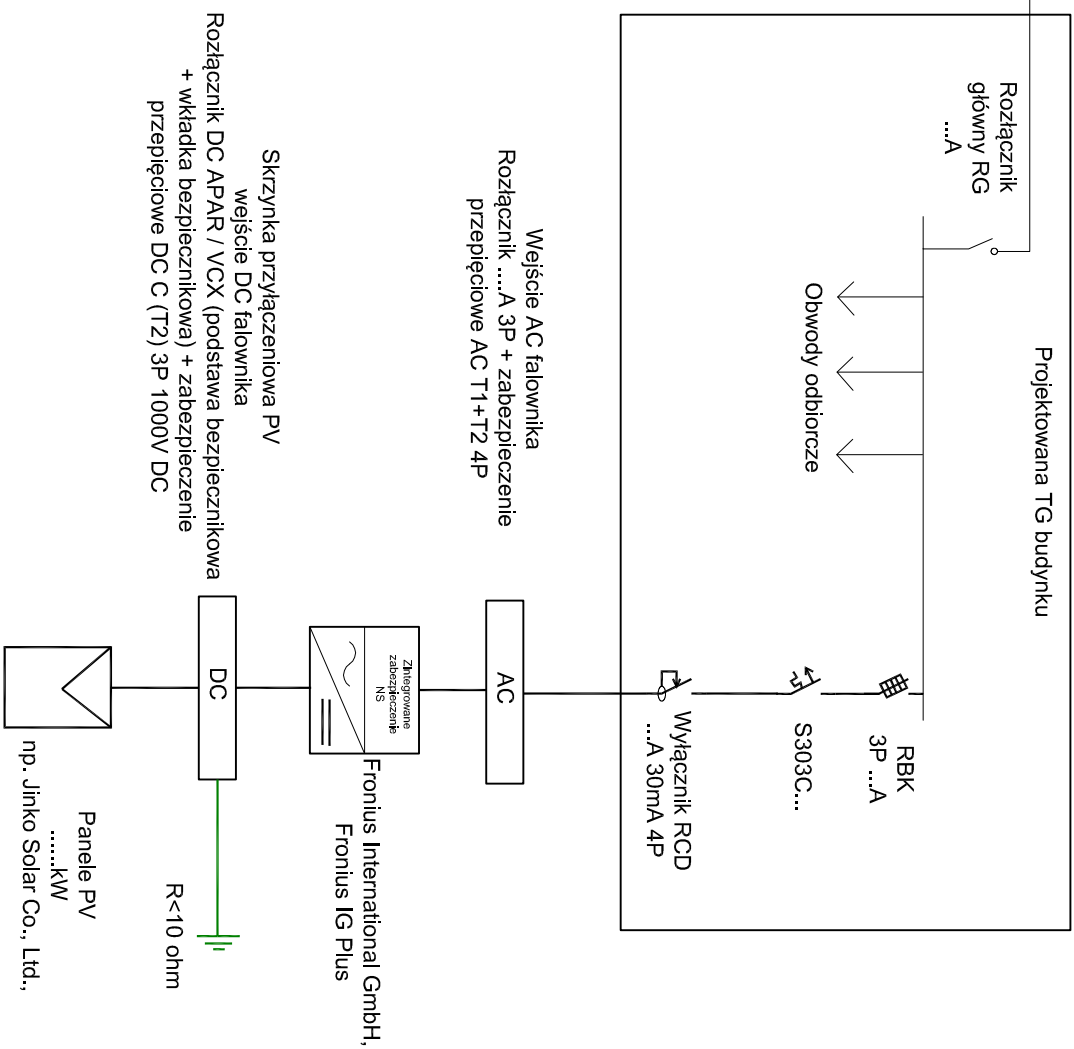 Projektowana TG budynku
Rozłącznik
główny RG
...A
Obwody odbiorcze
RBK
3P ...A
S303C...
Wyłącznik RCD
...A 30mA 4P
Wejście AC falownika
Rozłącznik ....A 3P + zabezpieczenie
przepięciowe AC T1+T2 4P
AC
Zintegrowane
zabezpieczenie
NS
Fronius International GmbH,
Fronius IG Plus
Skrzynka przyłączeniowa PV
wejście DC falownika
Rozłącznik DC APAR / VCX (podstawa bezpiecznikowa
+ wkładka bezpiecznikowa) + zabezpieczenie
przepięciowe DC C (T2) 3P 1000V DC
DC
R<10 ohm
Panele PV
......kW
np. Jinko Solar Co., Ltd.,